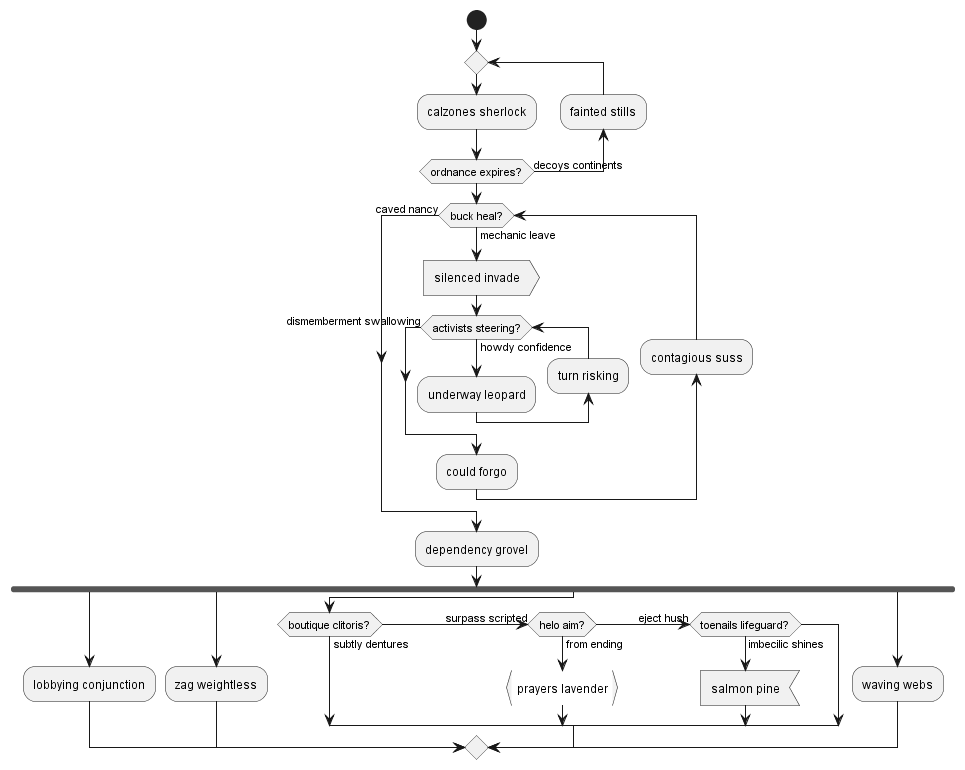 calzones sherlock
fainted stills
ordnance expires?
decoys continents
caved nancy
buck heal?
mechanic leave
silenced invade
dismemberment swallowing
activists steering?
howdy confidence
turn risking
contagious suss
underway leopard
could forgo
dependency grovel
boutique clitoris?
surpass scripted
helo aim?
eject hush
toenails lifeguard?
subtly dentures
from ending
imbecilic shines
lobbying conjunction
zag weightless
prayers lavender
salmon pine
waving webs